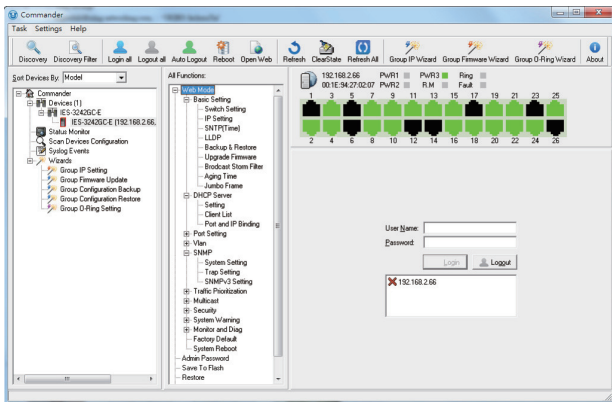 Commander
Task Settings Help
Discovery Discovery Filter Login all Logout all Auto Logout Reboot Open Web Refresh ClearState Refresh All Group IP Wizard Group Firmware Wizard Group O-Ring Wizard About
Sort Devices By: Model
Commander
Devices (1)
IES-3242GC-E
IES-3242GC-E (192.168.2.66,
Status Monitor
Scan Devices Configuration
Syslog Events
Wizards
Group IP Setting
Group Firmware Update
Group Configuration Backup
Group Configuration Restore
Group O-Ring Setting
All Functions:
Web Mode
Basic Setting
Switch Setting
IP Setting
SNTP(Time)
LLDP
Backup & Restore
Upgrade Firmware
Brodcast Storm Filter
Aging Time
Jumbo Frame
DHCP Server
Setting
Client List
Port and IP Binding
Port Setting
Vlan
SNMP
System Setting
Trap Setting
SNMPv3 Setting
Traffic Prioritization
Multicast
Security
System Warning
Monitor and Diag
Factory Default
System Reboot
Admin Password
Save To Flash
Restore
192.168.2.66 PWR1 PWR3 Ring
00:1E:94:27:02:07 PWR2 R.M Fault
1 3 5 7 9 11 13 15 17 19 21 23 25
2 4 6 8 10 12 14 16 18 20 22 24 26
User Name:
Password:
Login Loggut
192.168.2.66